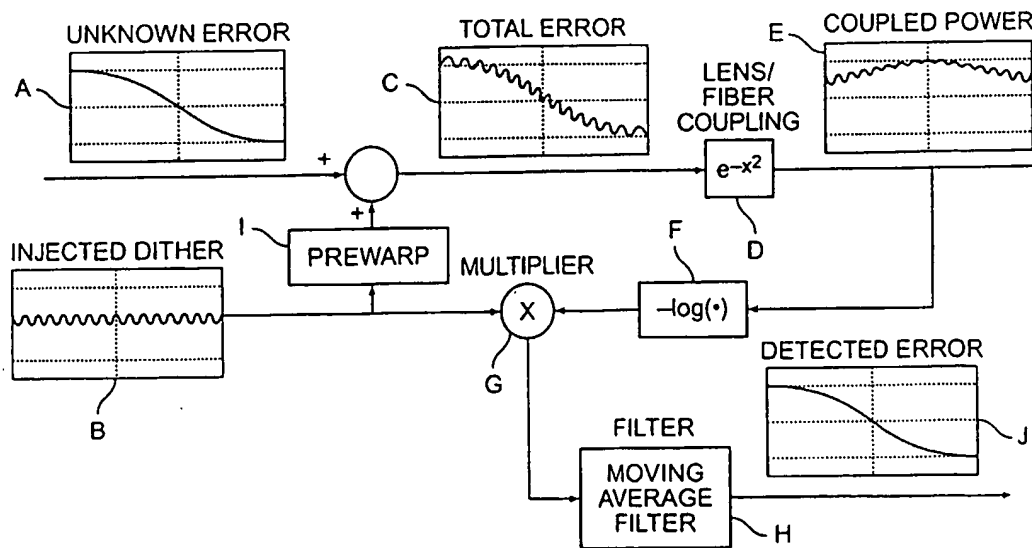 UNKNOWN ERROR
A
TOTAL ERROR
C
COUPLED POWER
E
LENS/
FIBER
COUPLING
+
+
e–x2
D
I
PREWARP
INJECTED DITHER
B
MULTIPLIER
X
G
F
–log(•)
DETECTED ERROR
J
FILTER
MOVING
AVERAGE
FILTER
H